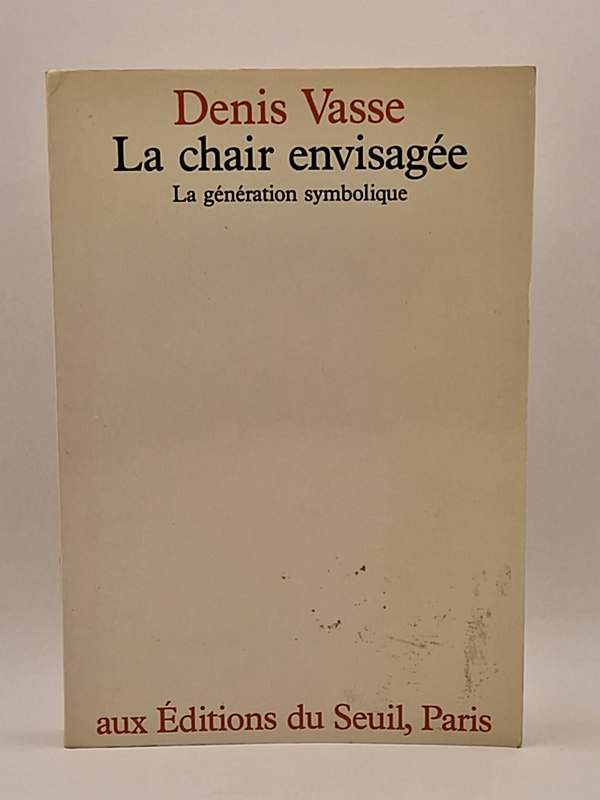 Denis Vasse
La chair envisagée
La génération symbolique
aux Éditions du Seuil, Paris